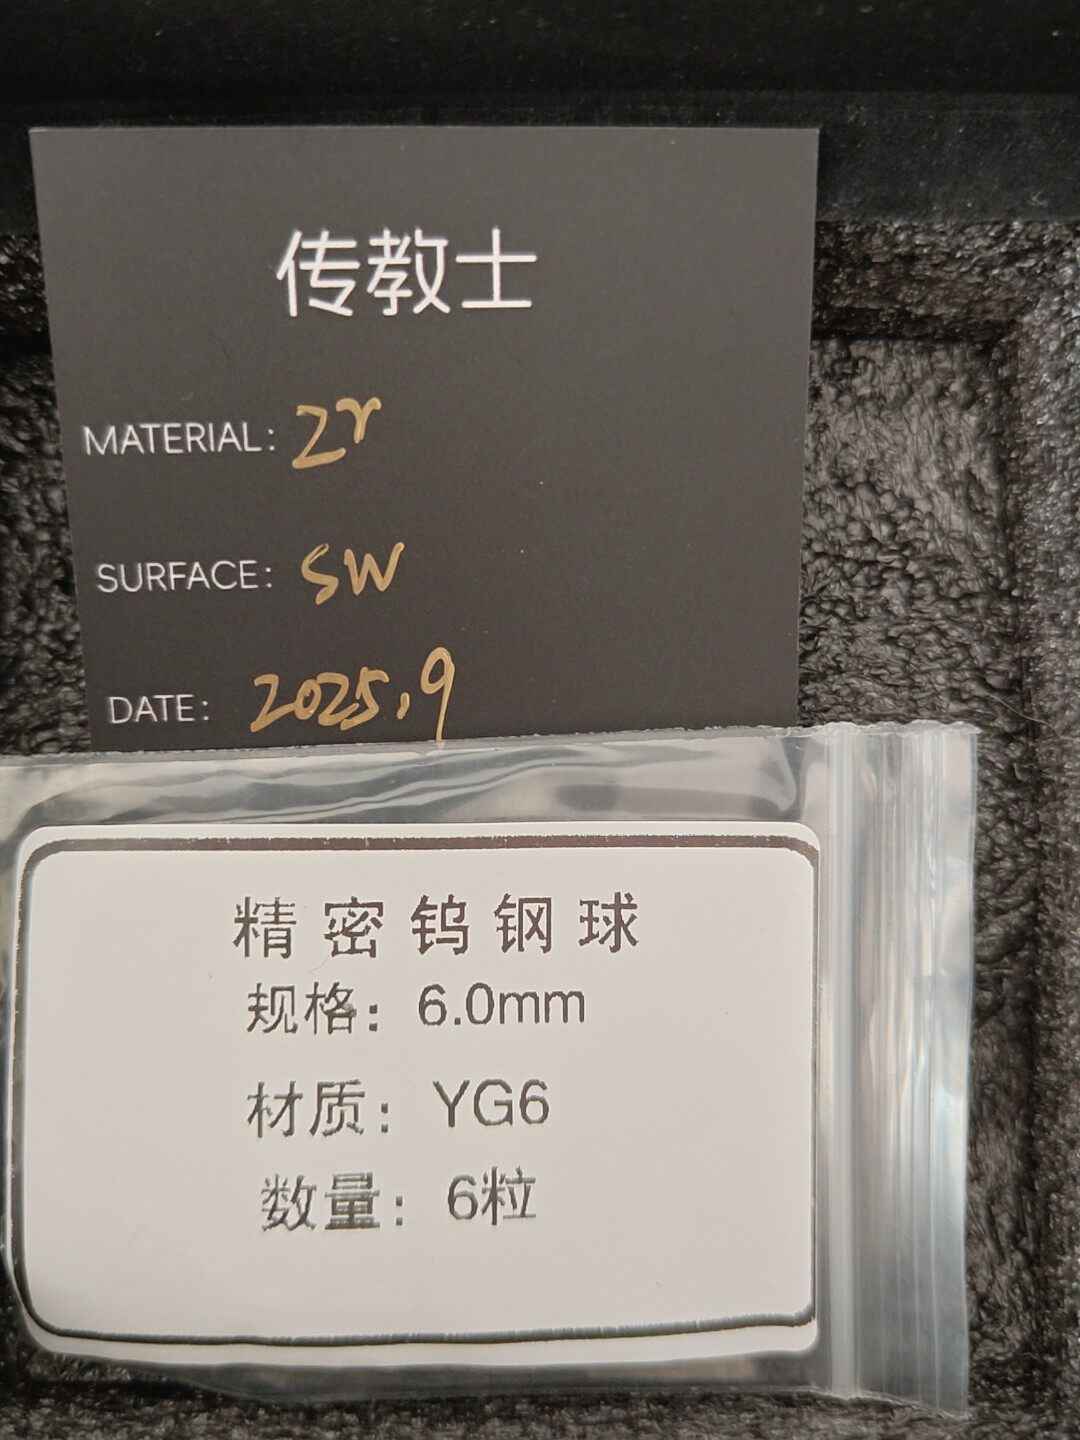 传教士
MATERIAL: Zr
SURFACE: SW
DATE: 2025.9
精密钨钢球
规格: 6.0mm
材质: YG6
数量: 6粒